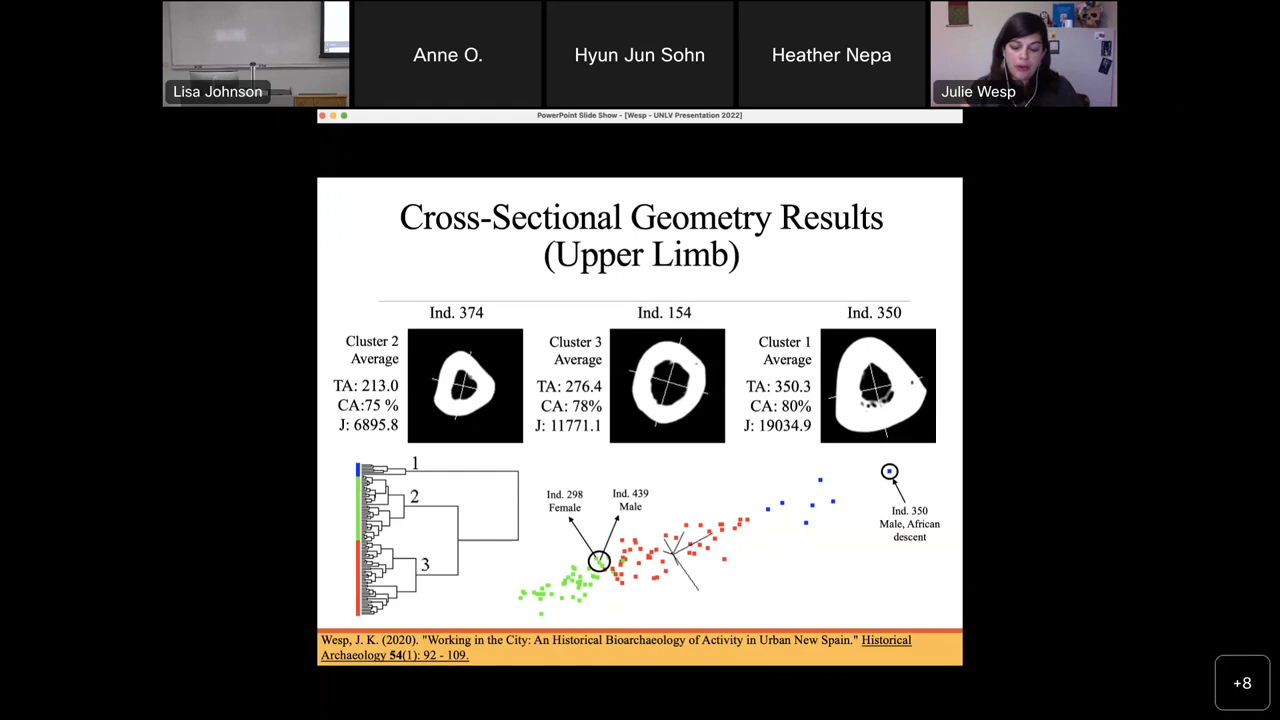 Lisa Johnson
Anne O.
Hyun Jun Sohn
Heather Nepa
Julie Wesp
PowerPoint Slide Show - [Wesp - UNLV Presentation 2022]
Cross-Sectional Geometry Results
(Upper Limb)
Ind. 374
Cluster 2
Average
TA: 213.0
CA:75 %
J: 6895.8
Ind. 154
Cluster 3
Average
TA: 276.4
CA: 78%
J: 11771.1
Ind. 350
Cluster 1
Average
TA: 350.3
CA: 80%
J: 19034.9
1
2
3
Ind. 298
Female
Ind. 439
Male
Ind. 350
Male, African
descent
Wesp, J. K. (2020). "Working in the City: An Historical Bioarchaeology of Activity in Urban New Spain." Historical
Archaeology 54(1): 92 - 109.
+8